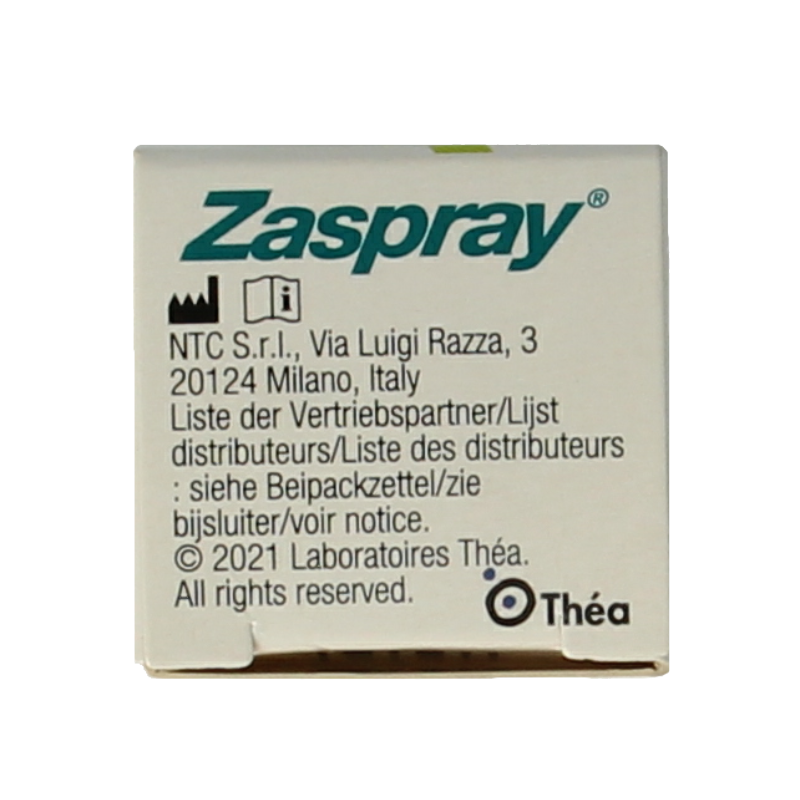 Zaspray®
i
NTC S.r.l., Via Luigi Razza, 3
20124 Milano, Italy
Liste der Vertriebspartner/Lijst
distributeurs/Liste des distributeurs
: siehe Beipackzettel/zie
bijsluiter/voir notice.
© 2021 Laboratoires Théa.
All rights reserved.
Théa